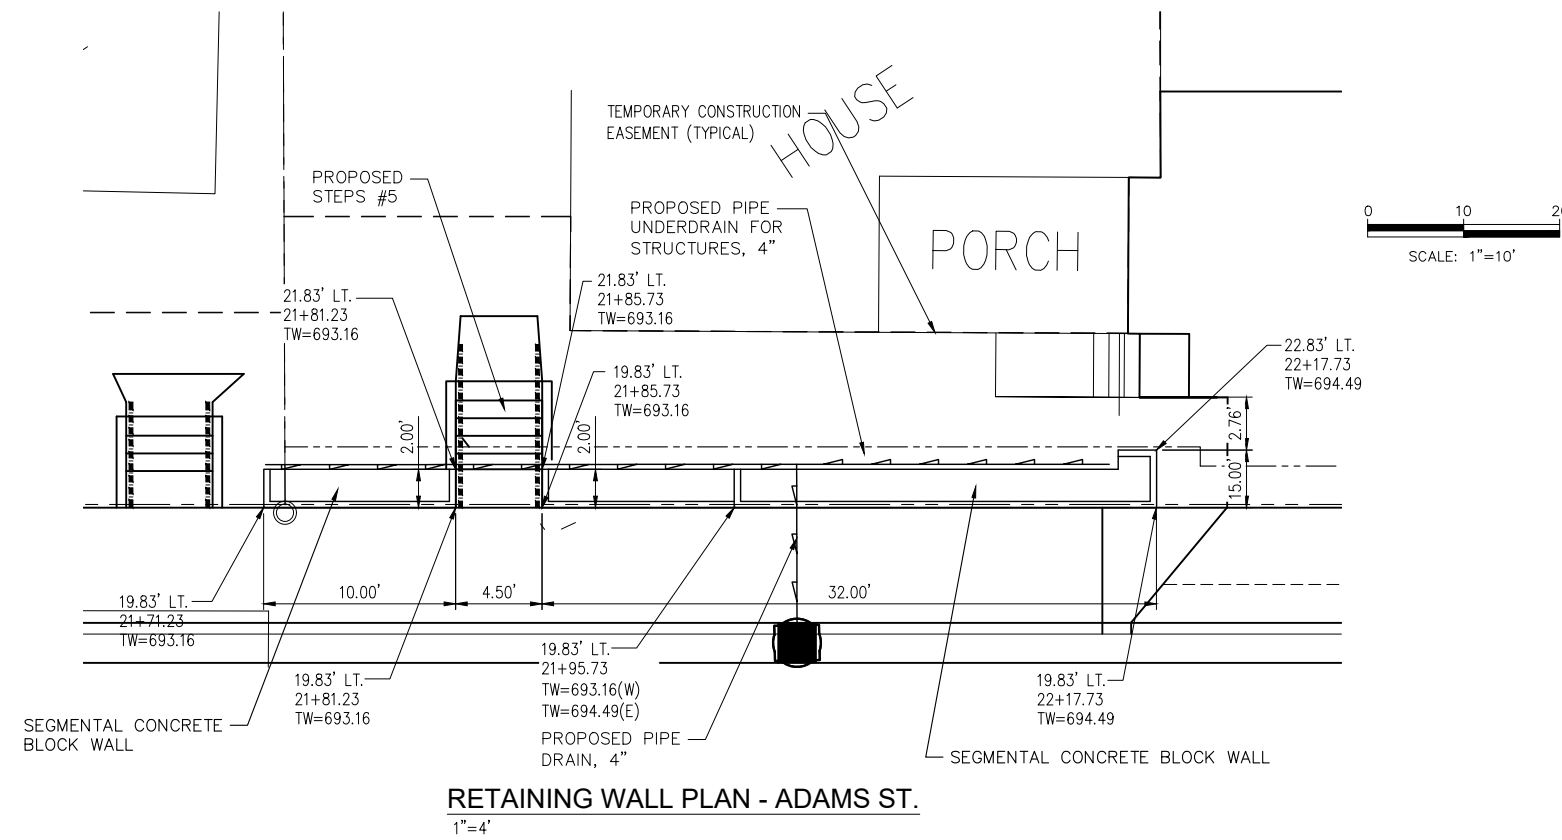 HOUSE
TEMPORARY CONSTRUCTION
EASEMENT (TYPICAL)
PROPOSED
STEPS #5
PROPOSED PIPE
UNDERDRAIN FOR
STRUCTURES, 4"
PORCH
0 10 20
SCALE: 1"=10'
21.83' LT.
21+81.23
TW=693.16
21.83' LT.
21+85.73
TW=693.16
19.83' LT.
21+85.73
TW=693.16
22.83' LT.
22+17.73
TW=694.49
2.00'
2.00'
2.76'
15.00'
10.00'
4.50'
32.00'
19.83' LT.
21+71.23
TW=693.16
19.83' LT.
21+81.23
TW=693.16
19.83' LT.
21+95.73
TW=693.16(W)
TW=694.49(E)
19.83' LT.
22+17.73
TW=694.49
SEGMENTAL CONCRETE
BLOCK WALL
PROPOSED PIPE
DRAIN, 4"
SEGMENTAL CONCRETE BLOCK WALL
RETAINING WALL PLAN - ADAMS ST.
1"=4'